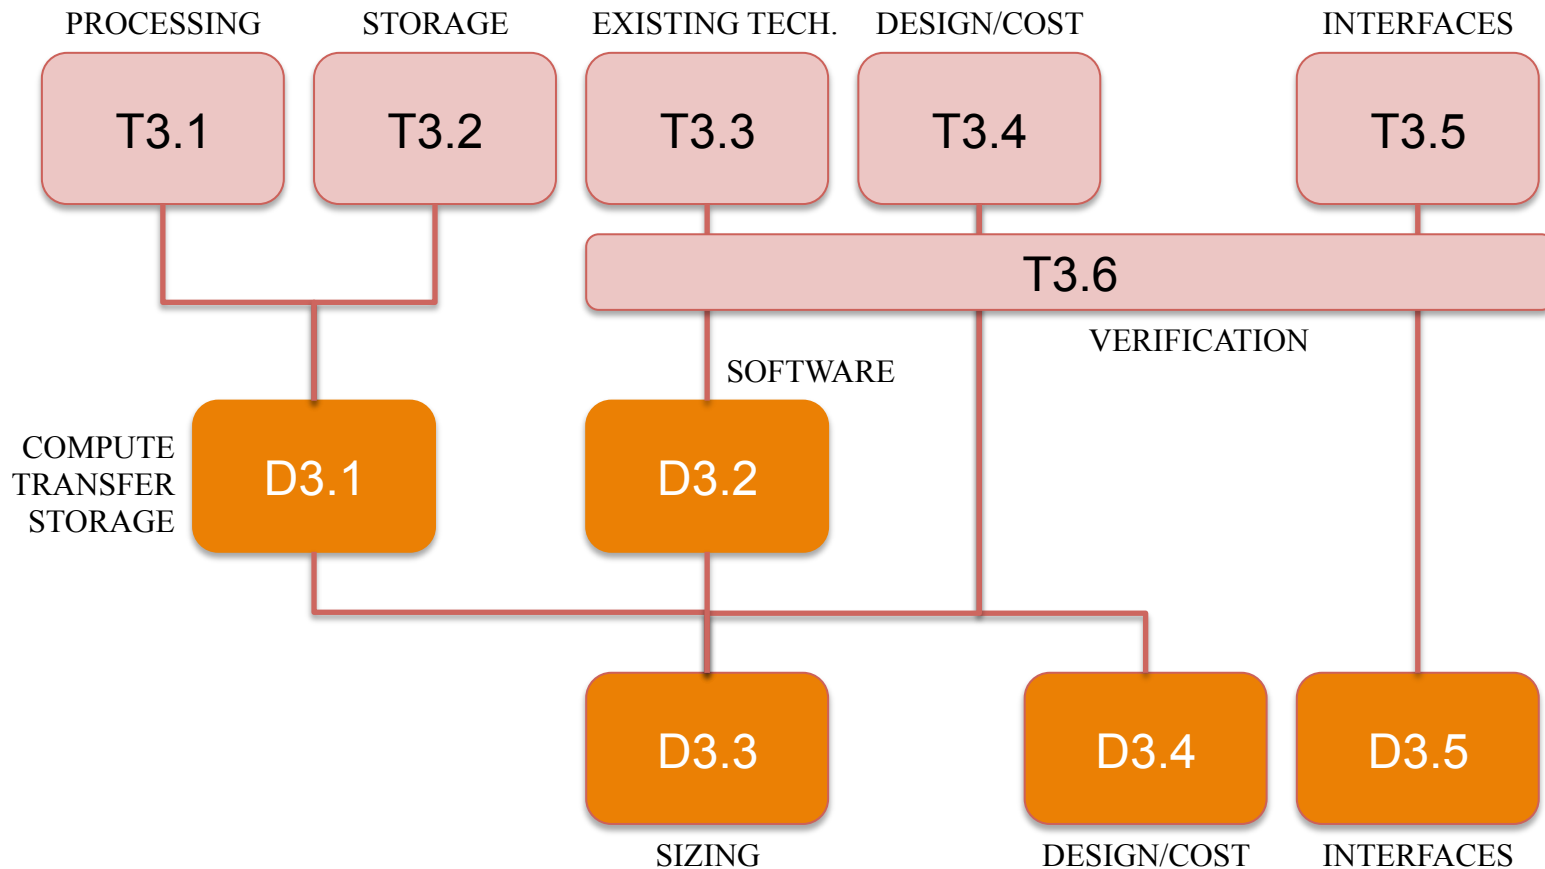 PROCESSING
STORAGE
EXISTING TECH.
DESIGN/COST
INTERFACES
T3.1
T3.2
T3.3
T3.4
T3.5
T3.6
VERIFICATION
SOFTWARE
COMPUTE
TRANSFER
STORAGE
D3.1
D3.2
D3.3
D3.4
D3.5
SIZING
DESIGN/COST
INTERFACES